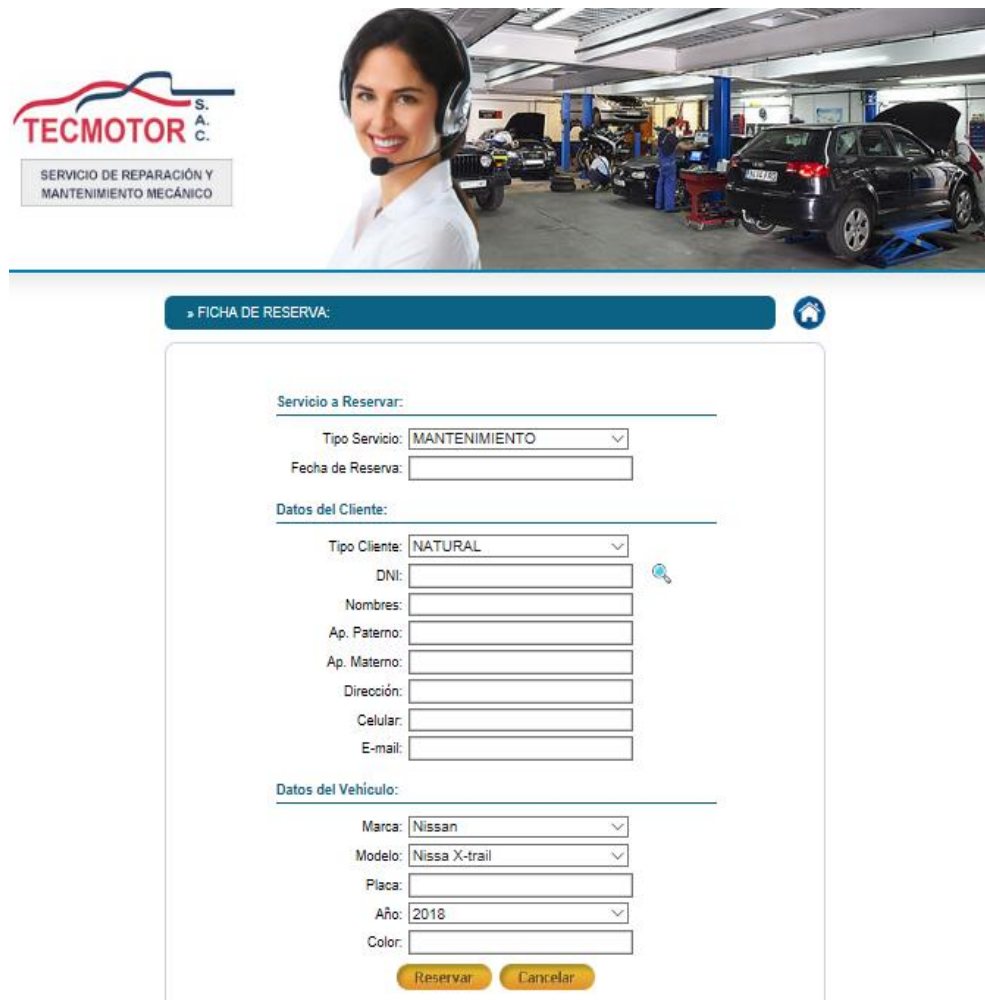 TECMOTOR S.A.C.
SERVICIO DE REPARACIÓN Y
MANTENIMIENTO MECÁNICO
» FICHA DE RESERVA:
Servicio a Reservar:
Tipo Servicio: MANTENIMIENTO
Fecha de Reserva:
Datos del Cliente:
Tipo Cliente: NATURAL
DNI:
Nombres:
Ap. Paterno:
Ap. Materno:
Dirección:
Celular:
E-mail:
Datos del Vehículo:
Marca: Nissan
Modelo: Nissa X-trail
Placa:
Año: 2018
Color:
Reservar Cancelar